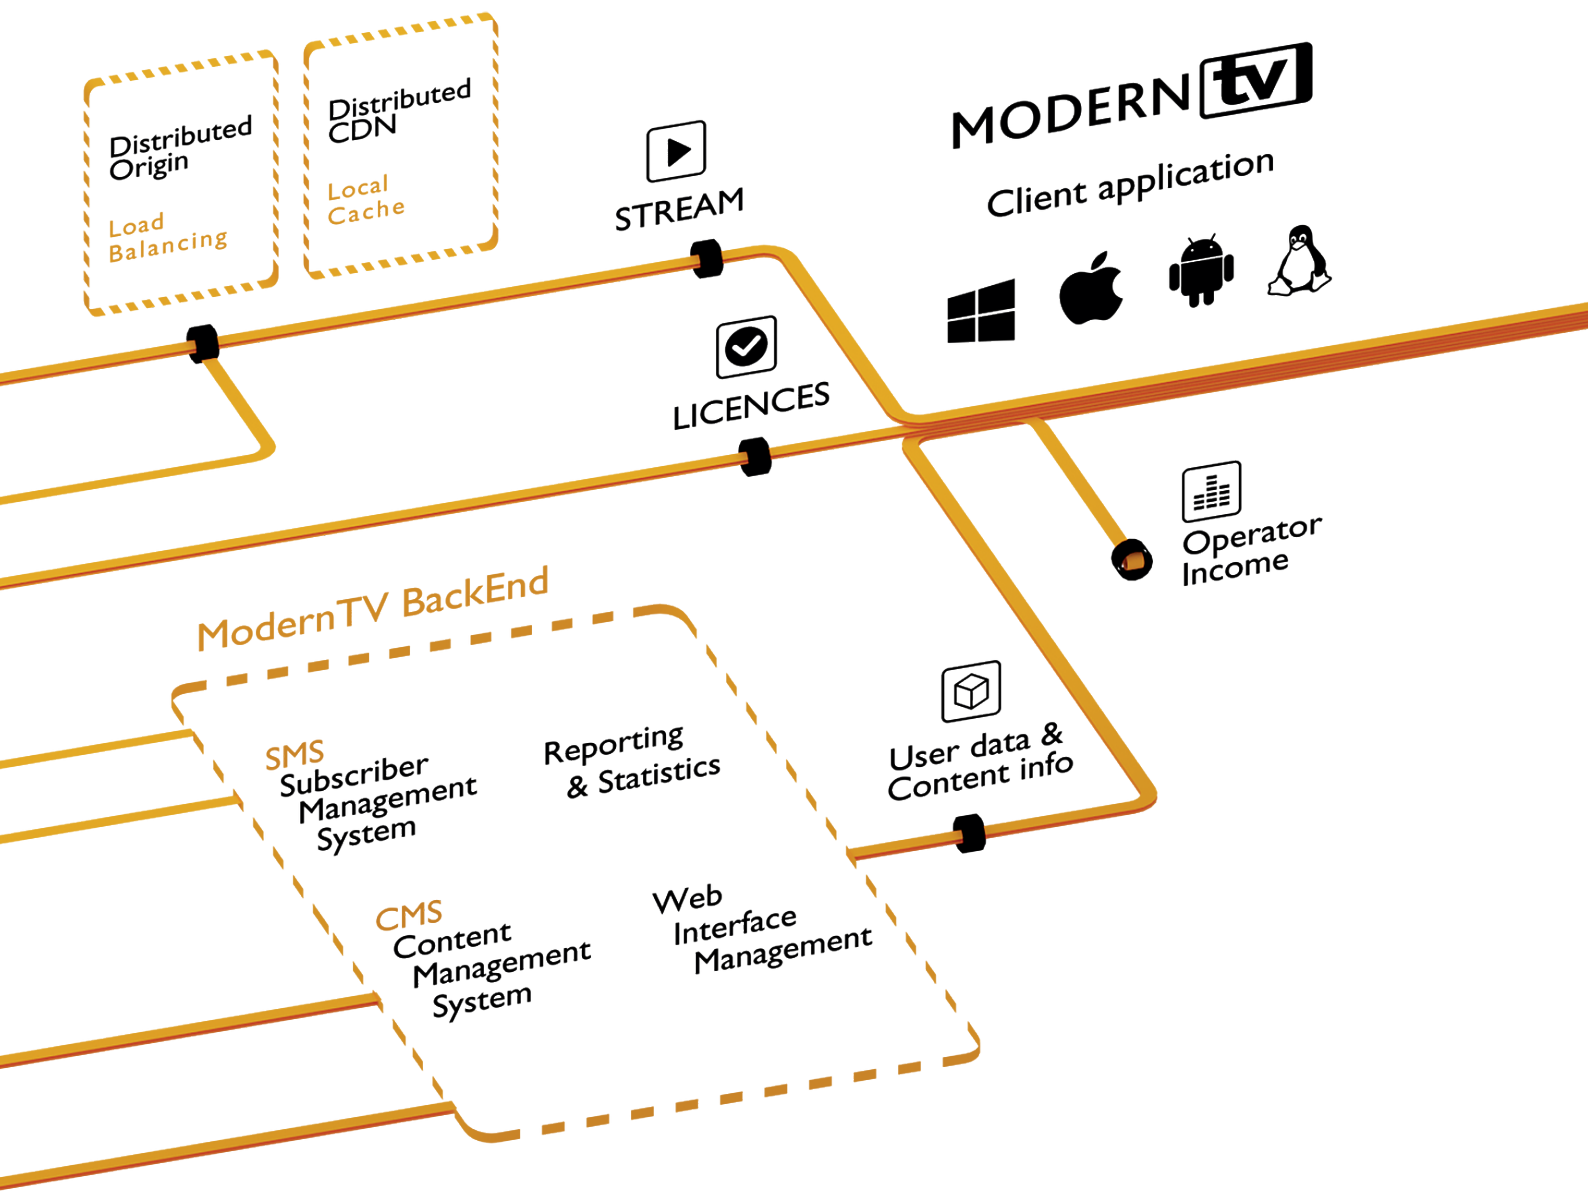 Distributed
Origin
Load
Balancing
Distributed
CDN
Local
Cache
STREAM
MODERN tv
Client application
LICENCES
Operator
Income
ModernTV BackEnd
SMS
Subscriber
Management
System
Reporting
& Statistics
User data &
Content info
CMS
Content
Management
System
Web
Interface
Management